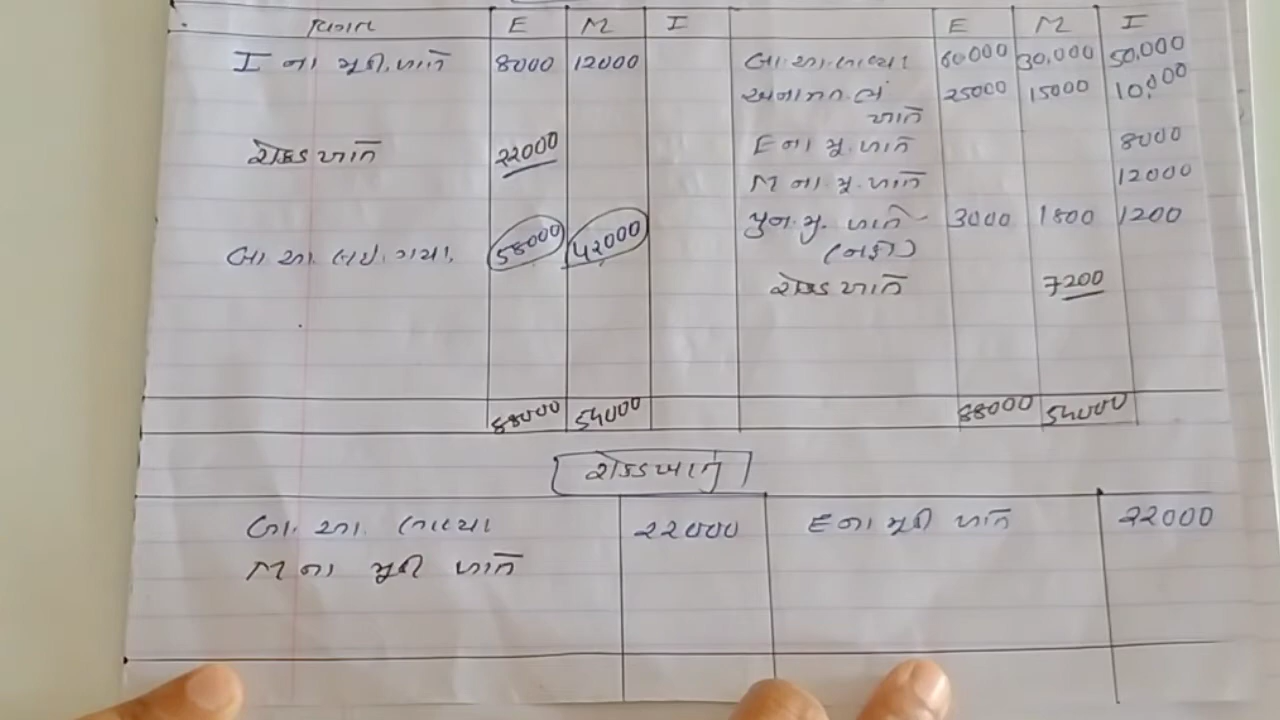 વિગત E M I E M I
I ના મૂડી ખાતે 8000 12000 બા. આ. લાવ્યા 60000 30,000 50,000
અનામત ભં 25000 15000 10,000
ખાતે
રોકડ ખાતે 22000 E ના મૂ. ખાતે 8000
M ના મૂ. ખાતે 12000
પુન. મૂ. ખાતે 3000 1800 1200
બા. આ. લઈ ગયા. 58000 42000 (નફો)
રોકડ ખાતે 7200
88000 54000 88000 54000
રોકડ ખાતું
બા. આ. લાવ્યા 22000 E ના મૂડી ખાતે 22000
M ના મૂડી ખાતે